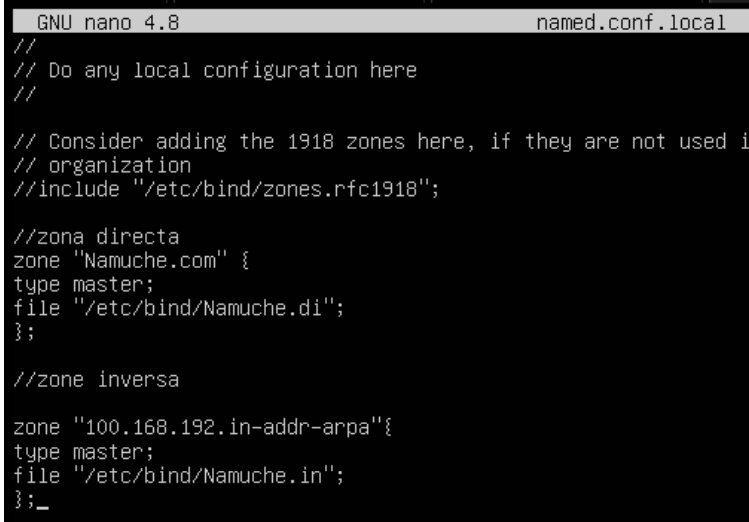 GNU nano 4.8 named.conf.local
//
// Do any local configuration here
//
// Consider adding the 1918 zones here, if they are not used i
// organization
//include "/etc/bind/zones.rfc1918";
//zona directa
zone "Namuche.com" {
type master;
file "/etc/bind/Namuche.di";
};
//zone inversa
zone "100.168.192.in-addr-arpa"{
type master;
file "/etc/bind/Namuche.in";
};_